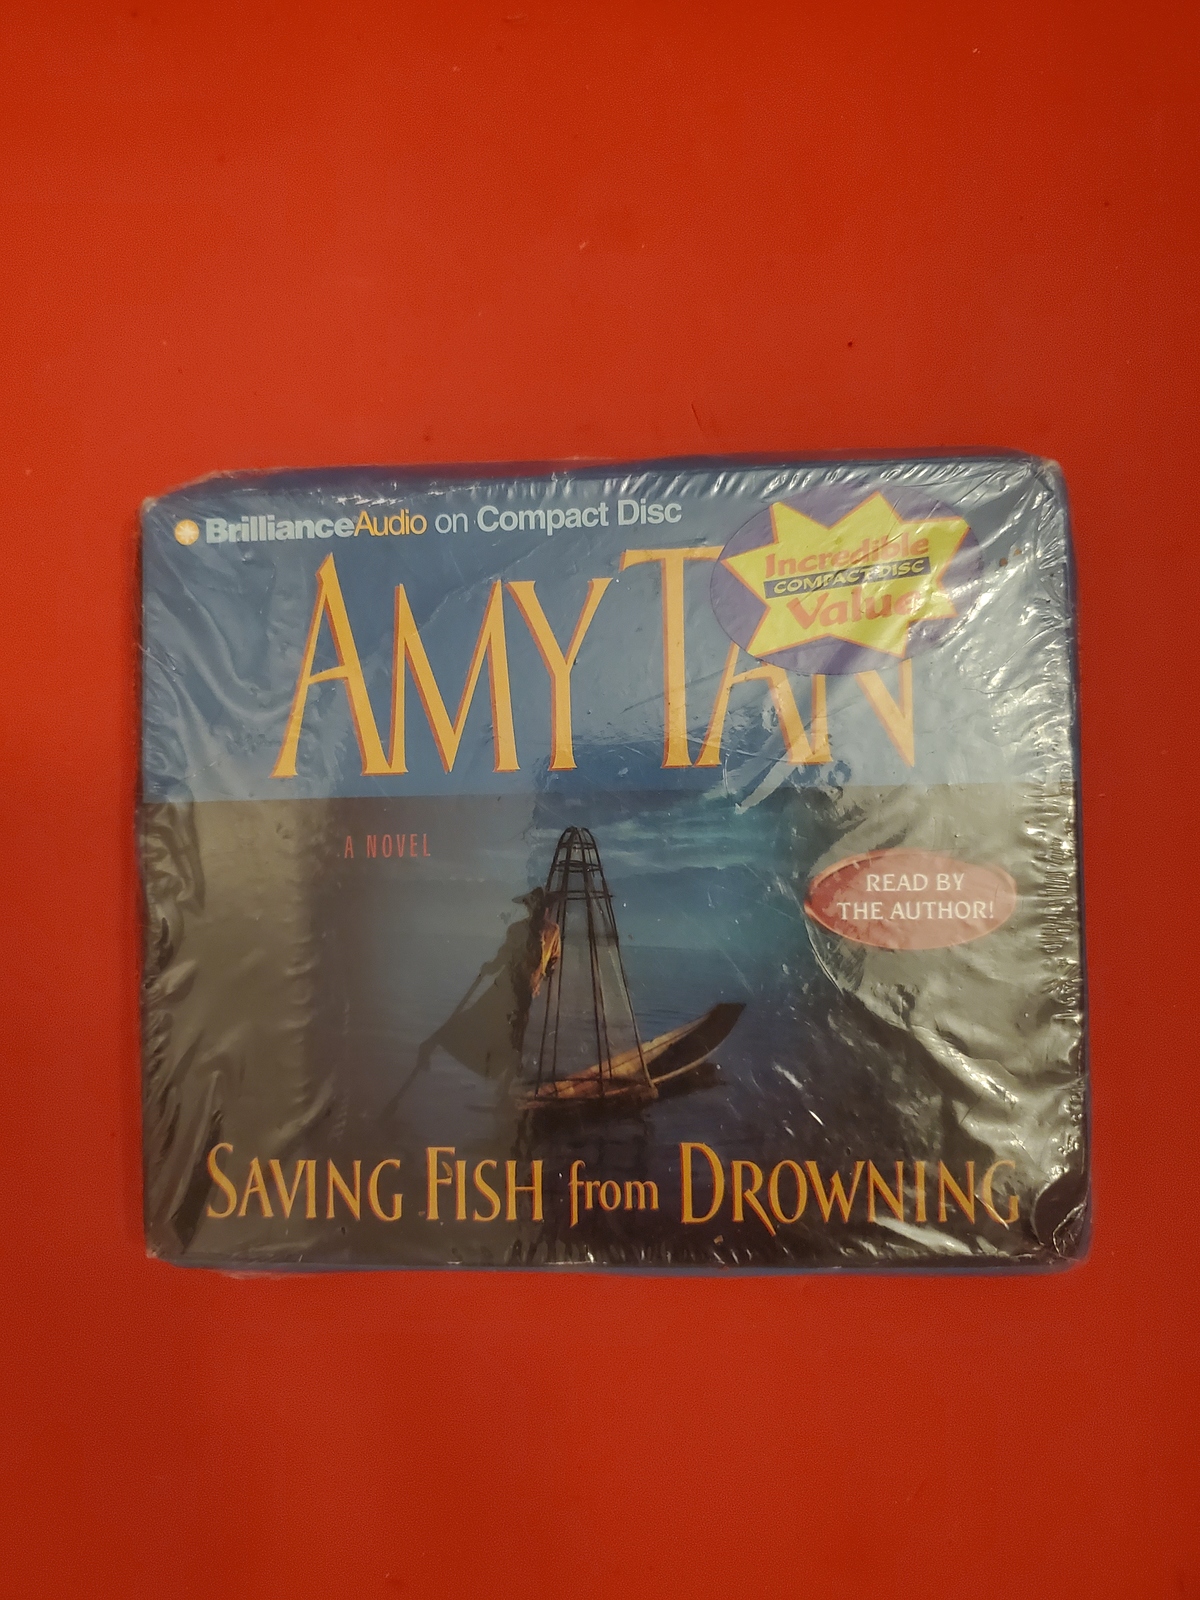 BrillianceAudio on Compact Disc
Incredible
COMPACT DISC
Value
AMY TAN
A NOVEL
READ BY
THE AUTHOR!
SAVING FISH from DROWNING